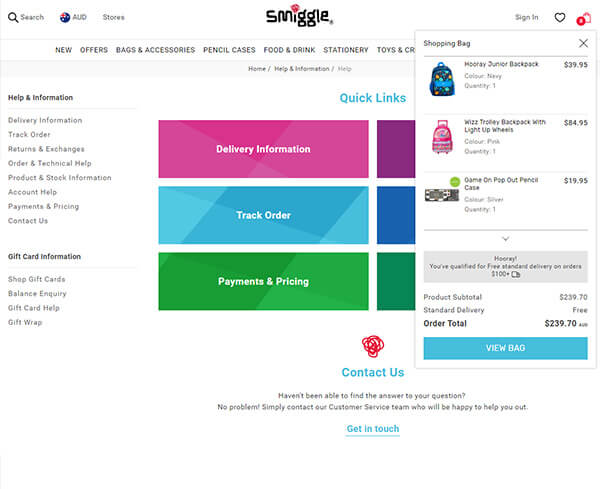 Search AUD Stores
smiggle
Sign In
NEW OFFERS BAGS & ACCESSORIES PENCIL CASES FOOD & DRINK STATIONERY TOYS & CR
Home / Help & Information / Help
Help & Information
Delivery Information
Track Order
Returns & Exchanges
Order & Technical Help
Product & Stock Information
Account Help
Payments & Pricing
Contact Us
Gift Card Information
Shop Gift Cards
Balance Enquiry
Gift Card Help
Gift Wrap
Quick Links
Delivery Information
Track Order
Payments & Pricing
Contact Us
Haven't been able to find the answer to your question?
No problem! Simply contact our Customer Service team who will be happy to help you out.
Get in touch
Shopping Bag
Hooray Junior Backpack $39.95
Colour: Navy
Quantity: 1
Wizz Trolley Backpack With $84.95
Light Up Wheels
Colour: Pink
Quantity: 1
Game On Pop Out Pencil $19.95
Case
Colour: Silver
Quantity: 1
Hooray!
You've qualified for Free standard delivery on orders
$100+
Product Subtotal $239.70
Standard Delivery Free
Order Total $239.70 AUD
VIEW BAG